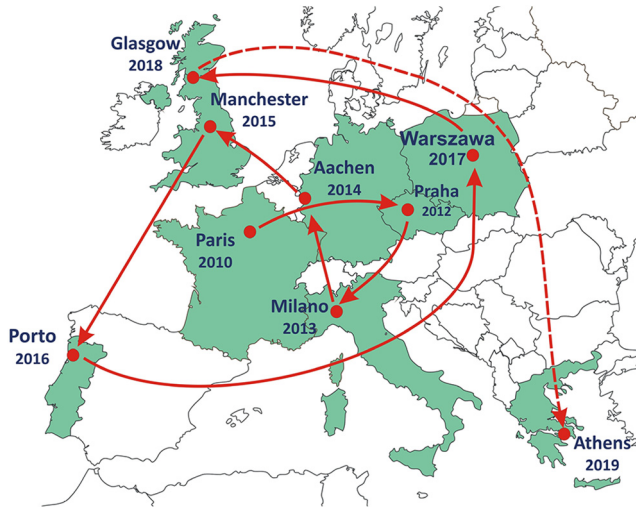 Glasgow
2018
Manchester
2015
Warszawa
2017
Aachen
2014
Praha
2012
Paris
2010
Milano
2013
Porto
2016
Athens
2019